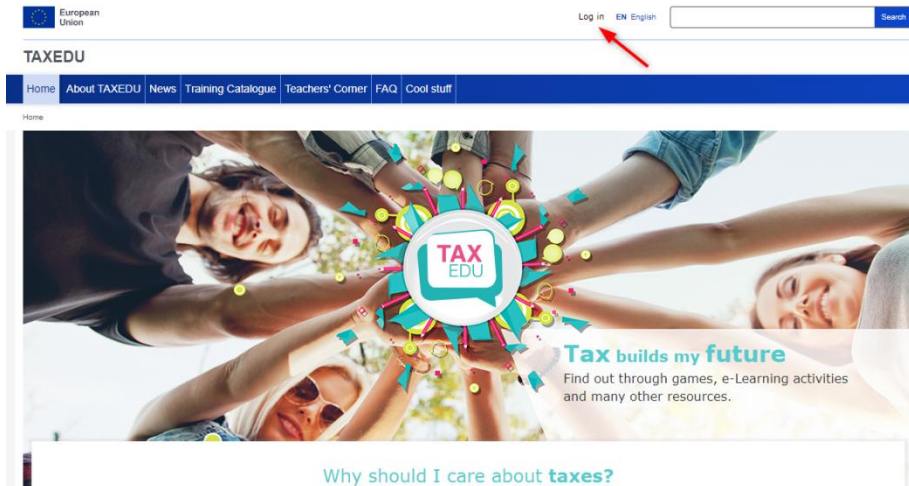 European
Union
Log in EN English Search
TAXEDU
Home About TAXEDU News Training Catalogue Teachers' Corner FAQ Cool stuff
Home
TAX
EDU
Tax builds my future
Find out through games, e-Learning activities
and many other resources.
Why should I care about taxes?